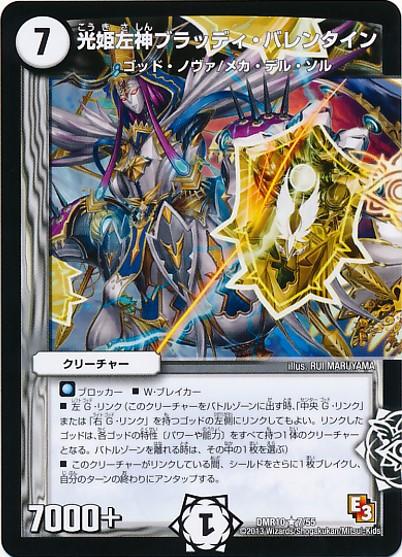 7
こうきさしん
光姫左神ブラッディ・バレンタイン
ゴッド・ノヴァ/メカ・デル・ソル
illus. RUI MARUYAMA
クリーチャー
ブロッカー ■ W・ブレイカー
■ 左 G・リンク(このクリーチャーをバトルゾーンに出す時、「中央 G・リンク」
または「右 G・リンク」を持つゴッドの左側にリンクしてもよい。リンクし
たゴッドは、各ゴッドの特性(パワーや能力)をすべて持つ1体のクリーチャー
となる。バトルゾーンを離れる時は、その中の1枚を選ぶ)
■ このクリーチャーがリンクしている間、シールドをさらに1枚ブレイクし、
自分のターンの終わりにアンタップする。
E3
7000+
1
DMR10 ★7/55
©2013 Wizards/Shogakukan/Mitsui-Kids